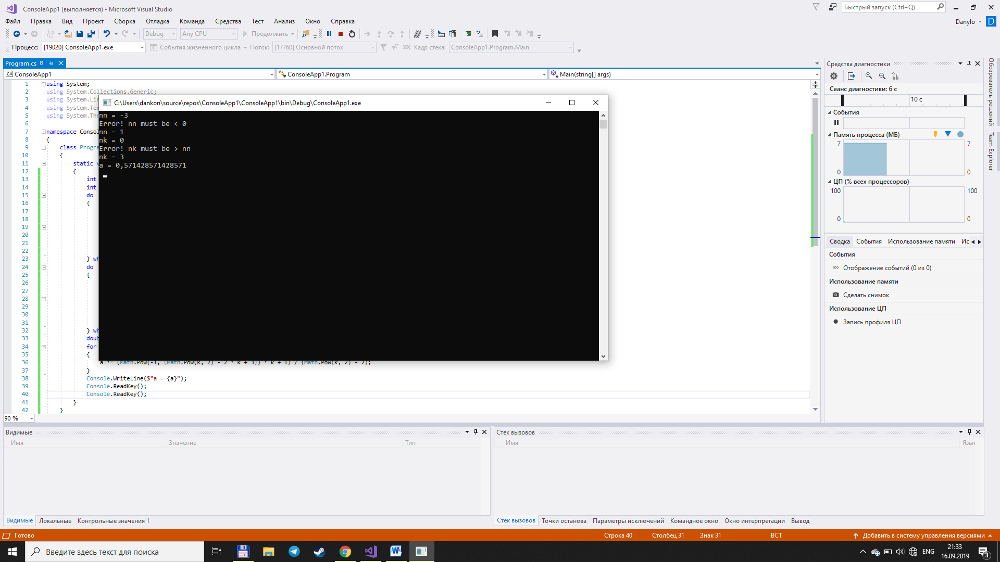 ConsoleApp1 (выполняется) - Microsoft Visual Studio
Быстрый запуск (Ctrl+Q)
Файл Правка Вид Проект Сборка Отладка Команда Средства Тест Анализ Окно Справка
Danylo D
Debug Any CPU Продолжить
Процесс: [19020] ConsoleApp1.exe События жизненного цикла Поток: [17760] Основной поток Кадр стека: ConsoleApp1.Program.Main
Program.cs
C# ConsoleApp1 ConsoleApp1.Program Main(string[] args)
1 using System;
2 using System.Collections.Generic;
3 using System.Lin
4 using System.Tex
5 using System.Thr
6
7 namespace Consol
8 {
9 class Progra
10 {
11 static v
12 {
13 int
14 int
15 do
16 {
17
18
19
20
21
22
23 } wh
24 do
25 {
26
27
28
29
30
31
32 } wh
33 doub
34 for
35 {
36 a *= (Math.Pow(-1, (Math.Pow(k, 2) - 2 * k + 3)) * k + 1) / (Math.Pow(k, 2) - 2);
37 }
38 Console.WriteLine($"a = {a}");
39 Console.ReadKey();
40 Console.ReadKey();
41 }
42 }
90 %
C:\Users\dankon\source\repos\ConsoleApp1\ConsoleApp1\bin\Debug\ConsoleApp1.exe
nn = -3
Error! nn must be < 0
nn = 1
nk = 0
Error! nk must be > nn
nk = 3
a = 0,571428571428571
Средства диагностики
Сеанс диагностики: 6 с
10 с
События
Память процесса (МБ)
7 7
0 0
ЦП (% всех процессоров)
100 100
0 0
Сводка События Использование памяти Ис
События
Отображение событий (0 из 0)
Использование памяти
Сделать снимок
Использование ЦП
Запись профиля ЦП
Обозреватель решений
Team Explorer
Видимые
Имя Значение Тип
Видимые Локальные Контрольные значения 1
Стек вызовов
Имя Язык
Стек вызовов Точки останова Параметры исключений Командное окно Окно интерпретации Вывод
Готово Строка 40 Столбец 31 Знак 31 ВСТ Добавить в систему управления версиями
Введите здесь текст для поиска
ENG
21:33
16.09.2019
3